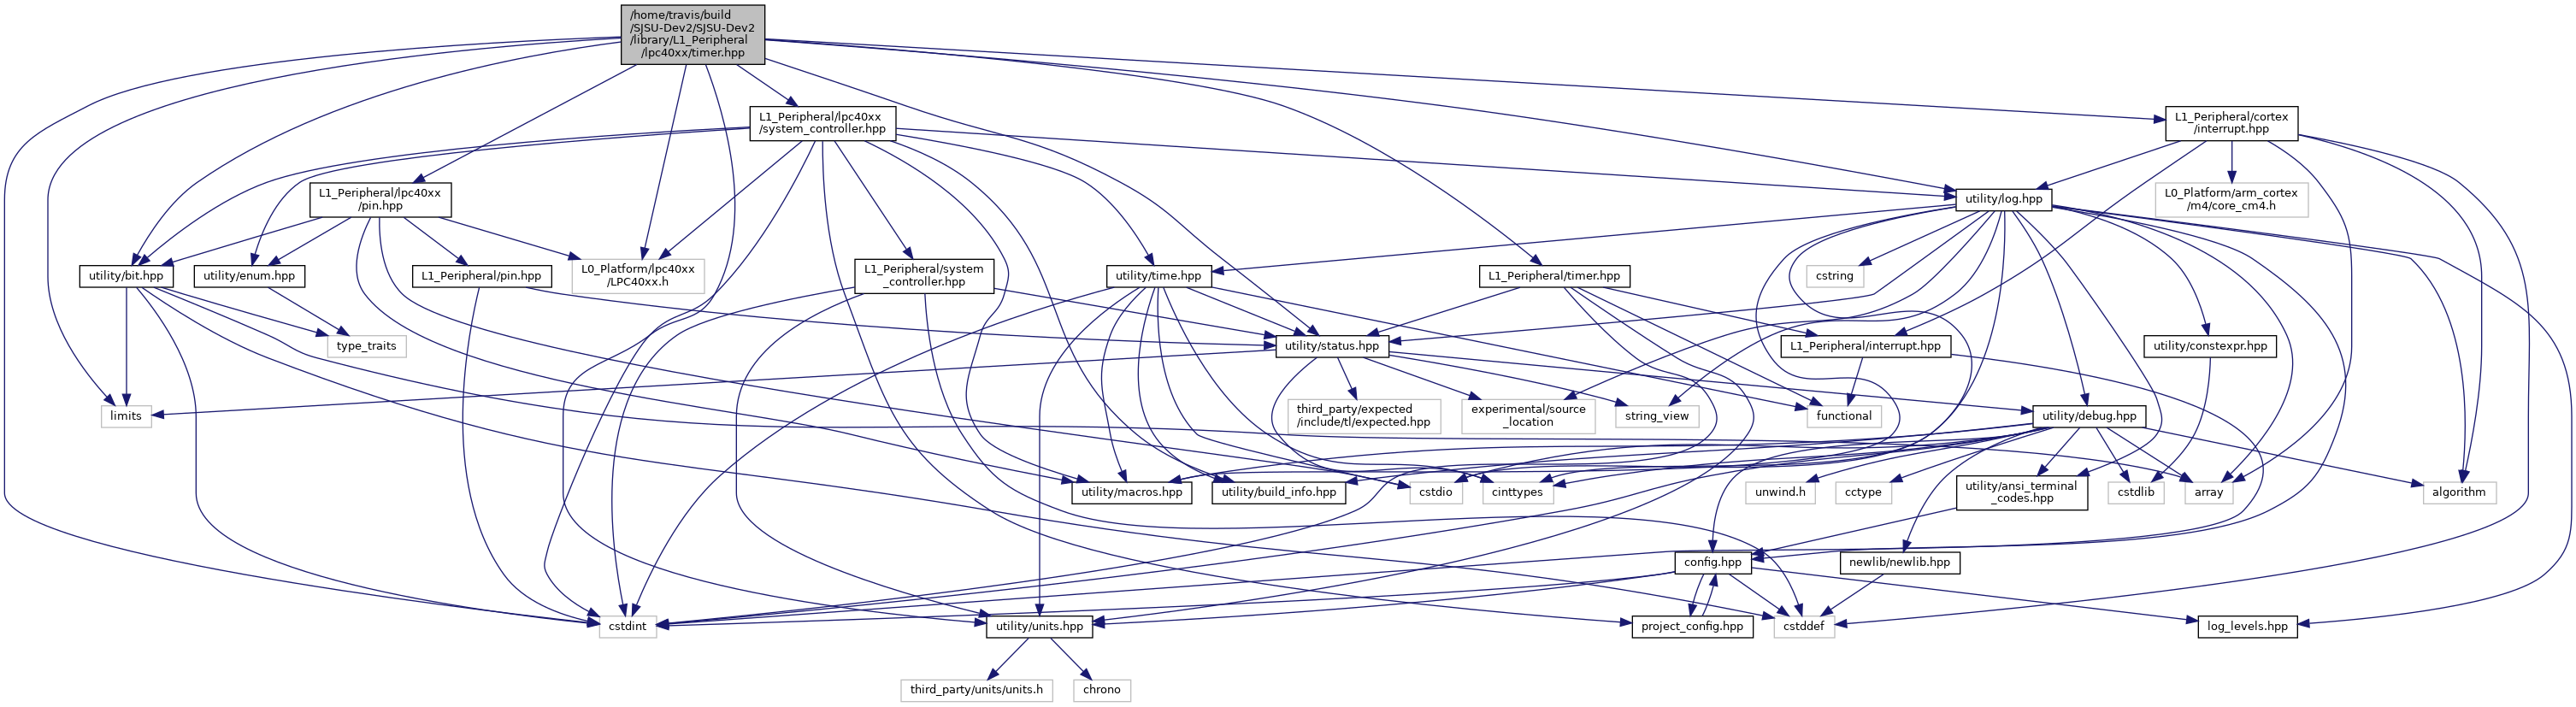 /home/travis/build
/SJSU-Dev2/SJSU-Dev2
/library/L1_Peripheral
/lpc40xx/timer.hpp
L1_Peripheral/lpc40xx
/system_controller.hpp
L1_Peripheral/cortex
/interrupt.hpp
L1_Peripheral/lpc40xx
/pin.hpp
utility/log.hpp
L0_Platform/arm_cortex
/m4/core_cm4.h
utility/bit.hpp
utility/enum.hpp
L1_Peripheral/pin.hpp
L0_Platform/lpc40xx
/LPC40xx.h
L1_Peripheral/system
_controller.hpp
utility/time.hpp
L1_Peripheral/timer.hpp
cstring
type_traits
utility/status.hpp
L1_Peripheral/interrupt.hpp
utility/constexpr.hpp
limits
third_party/expected
/include/tl/expected.hpp
experimental/source
_location
string_view
functional
utility/debug.hpp
utility/macros.hpp
utility/build_info.hpp
cstdio
cinttypes
unwind.h
cctype
utility/ansi_terminal
_codes.hpp
cstdlib
array
algorithm
config.hpp
newlib/newlib.hpp
cstdint
utility/units.hpp
project_config.hpp
cstddef
log_levels.hpp
third_party/units/units.h
chrono